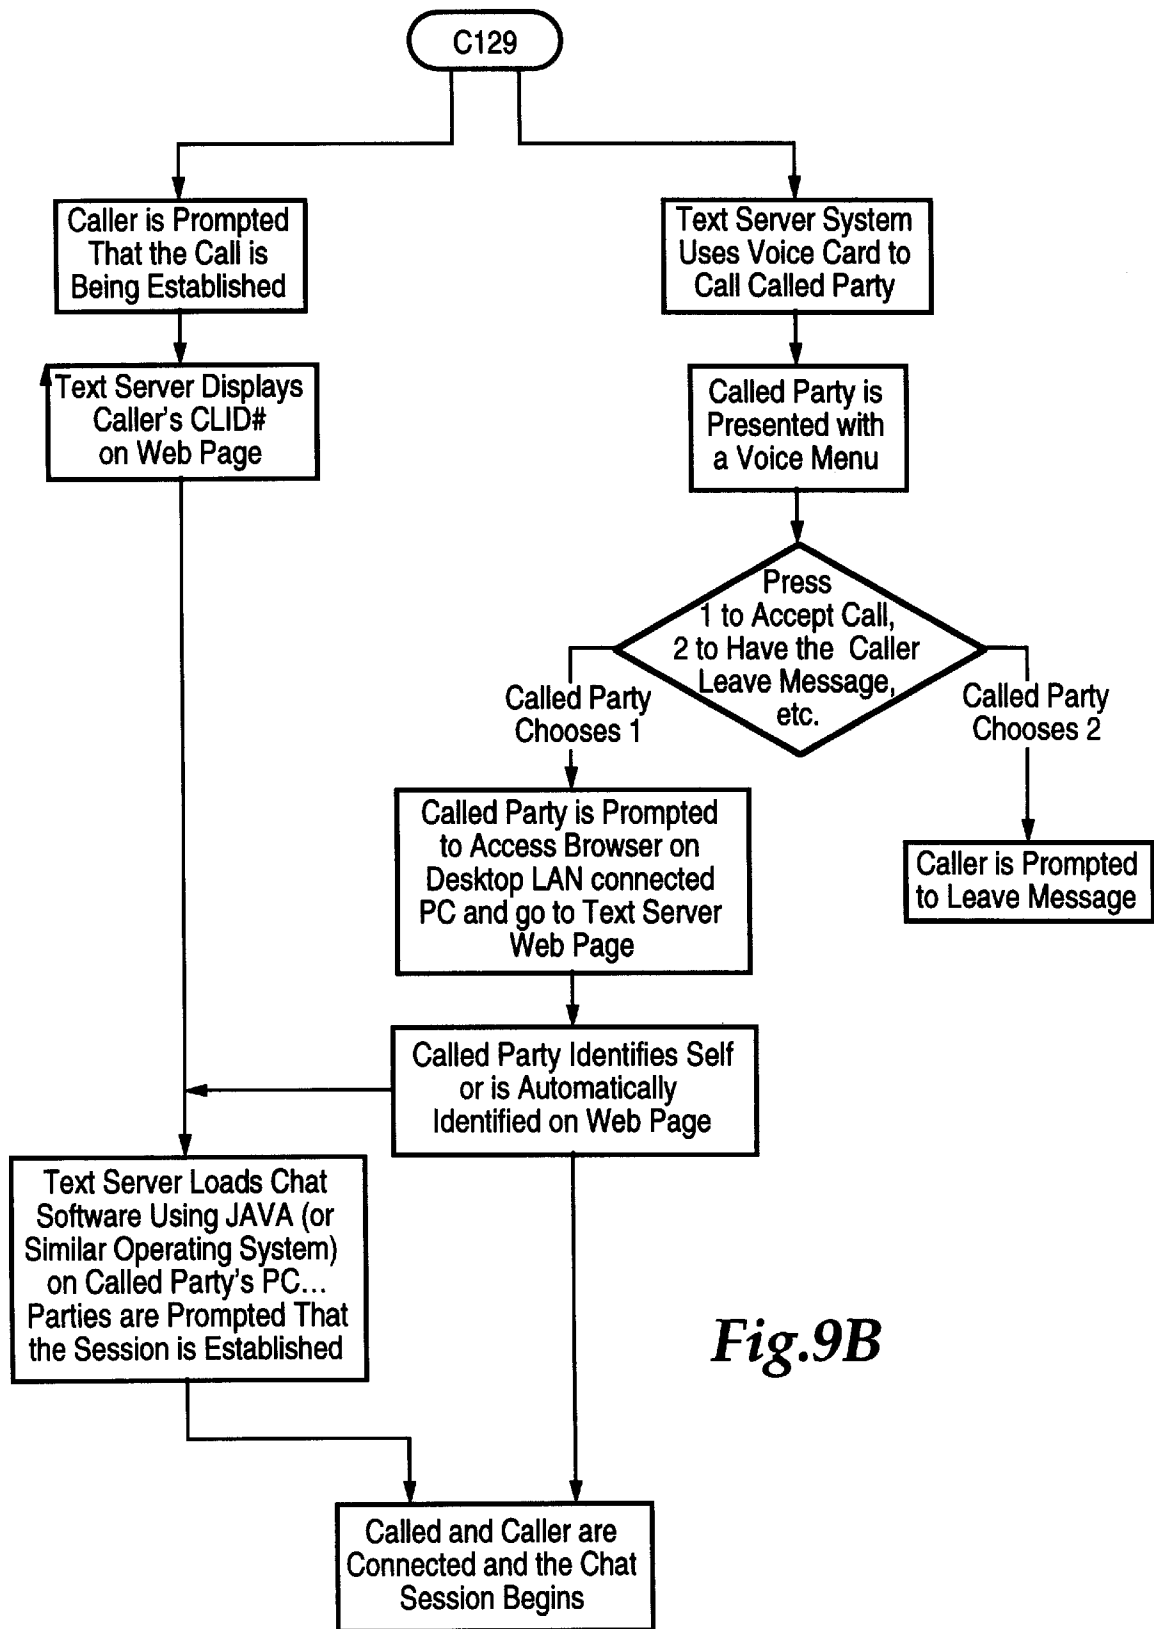 C129
Caller is Prompted
That the Call is
Being Established
Text Server System
Uses Voice Card to
Call Called Party
Text Server Displays
Caller's CLID#
on Web Page
Called Party is
Presented with
a Voice Menu
Press
1 to Accept Call,
2 to Have the Caller
Leave Message,
etc.
Called Party
Chooses 1
Called Party
Chooses 2
Called Party is Prompted
to Access Browser on
Desktop LAN connected
PC and go to Text Server
Web Page
Caller is Prompted
to Leave Message
Called Party Identifies Self
or is Automatically
Identified on Web Page
Text Server Loads Chat
Software Using JAVA (or
Similar Operating System)
on Called Party's PC...
Parties are Prompted That
the Session is Established
Fig.9B
Called and Caller are
Connected and the Chat
Session Begins